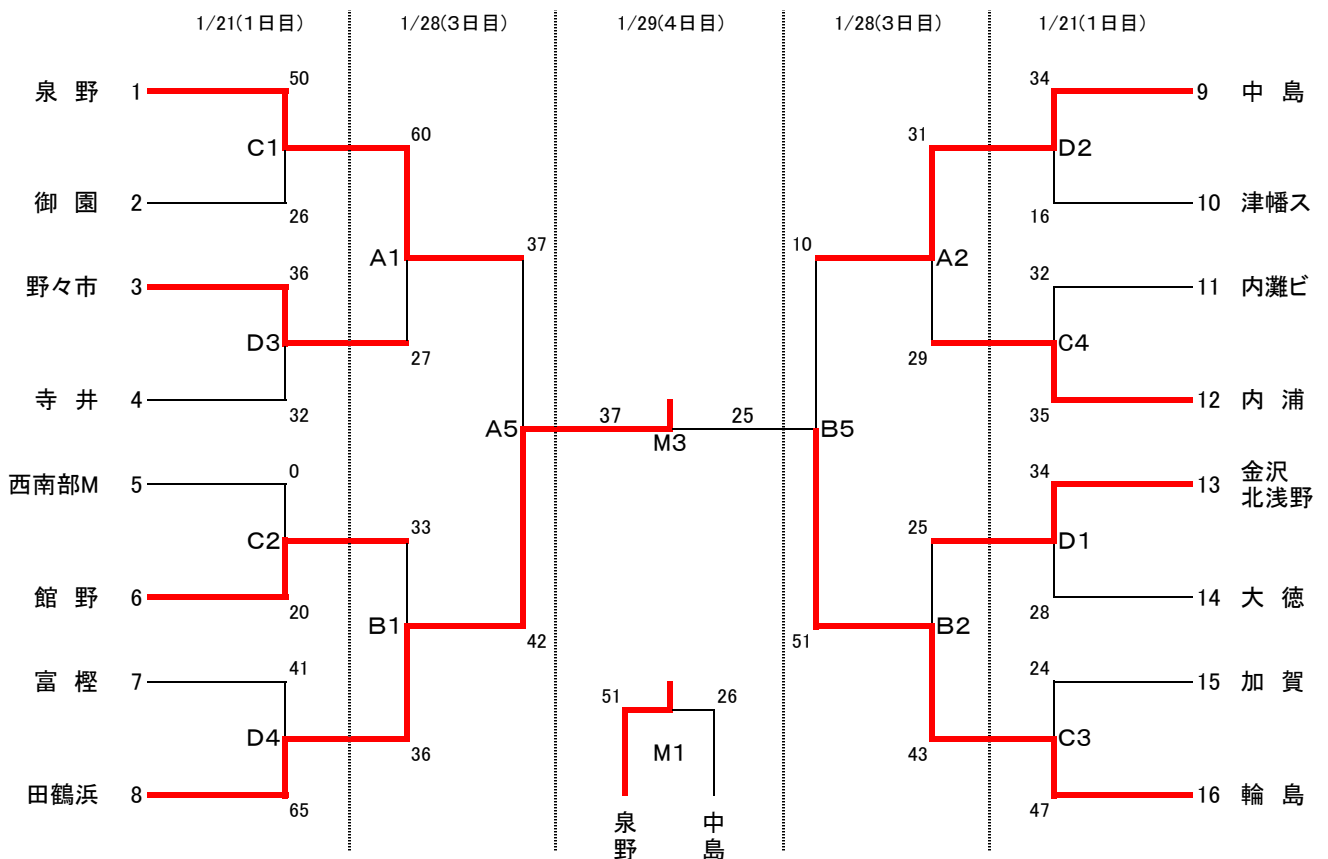 1/21(1日目) 1/28(3日目) 1/29(4日目) 1/28(3日目) 1/21(1日目)
50 34
泉 野 1 9 中 島
60 31
C1 D2
御 園 2 10 津幡ス
26 16
37 10
A1 A2
36 32
野々市 3 11 内灘ビ
D3 C4
27 29
寺 井 4 12 内 浦
32 35
37 25
A5 M3 B5
0 34
西南部M 5 13 金沢
北浅野
33 25
C2 D1
館 野 6 14 大 徳
20 28
B1 B2
42 51
41 24
富 樫 7 15 加 賀
51 26
D4 C3
M1
36 43
田鶴浜 8 16 輪 島
65 47
泉野 中島